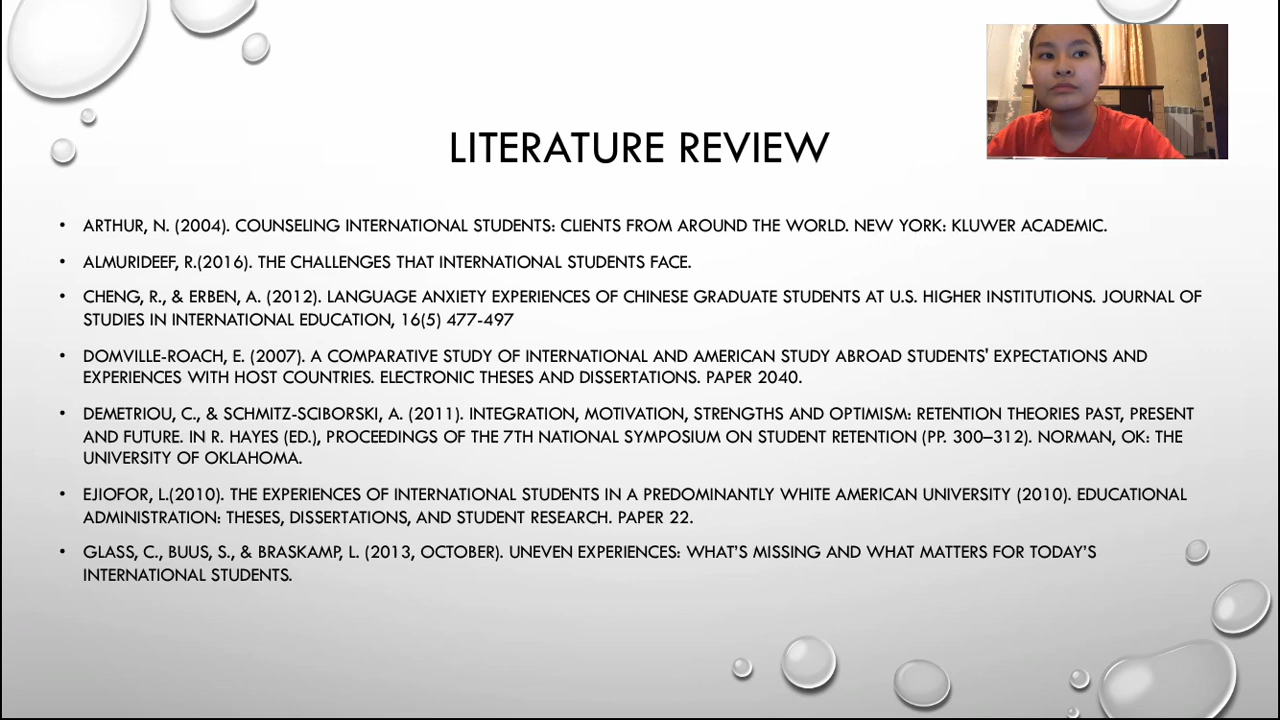 LITERATURE REVIEW
• ARTHUR, N. (2004). COUNSELING INTERNATIONAL STUDENTS: CLIENTS FROM AROUND THE WORLD. NEW YORK: KLUWER ACADEMIC.
• ALMURIDEEF, R.(2016). THE CHALLENGES THAT INTERNATIONAL STUDENTS FACE.
• CHENG, R., & ERBEN, A. (2012). LANGUAGE ANXIETY EXPERIENCES OF CHINESE GRADUATE STUDENTS AT U.S. HIGHER INSTITUTIONS. JOURNAL OF
STUDIES IN INTERNATIONAL EDUCATION, 16(5) 477-497
• DOMVILLE-ROACH, E. (2007). A COMPARATIVE STUDY OF INTERNATIONAL AND AMERICAN STUDY ABROAD STUDENTS' EXPECTATIONS AND
EXPERIENCES WITH HOST COUNTRIES. ELECTRONIC THESES AND DISSERTATIONS. PAPER 2040.
• DEMETRIOU, C., & SCHMITZ-SCIBORSKI, A. (2011). INTEGRATION, MOTIVATION, STRENGTHS AND OPTIMISM: RETENTION THEORIES PAST, PRESENT
AND FUTURE. IN R. HAYES (ED.), PROCEEDINGS OF THE 7TH NATIONAL SYMPOSIUM ON STUDENT RETENTION (PP. 300–312). NORMAN, OK: THE
UNIVERSITY OF OKLAHOMA.
• EJIOFOR, L.(2010). THE EXPERIENCES OF INTERNATIONAL STUDENTS IN A PREDOMINANTLY WHITE AMERICAN UNIVERSITY (2010). EDUCATIONAL
ADMINISTRATION: THESES, DISSERTATIONS, AND STUDENT RESEARCH. PAPER 22.
• GLASS, C., BUUS, S., & BRASKAMP, L. (2013, OCTOBER). UNEVEN EXPERIENCES: WHAT’S MISSING AND WHAT MATTERS FOR TODAY’S
INTERNATIONAL STUDENTS.